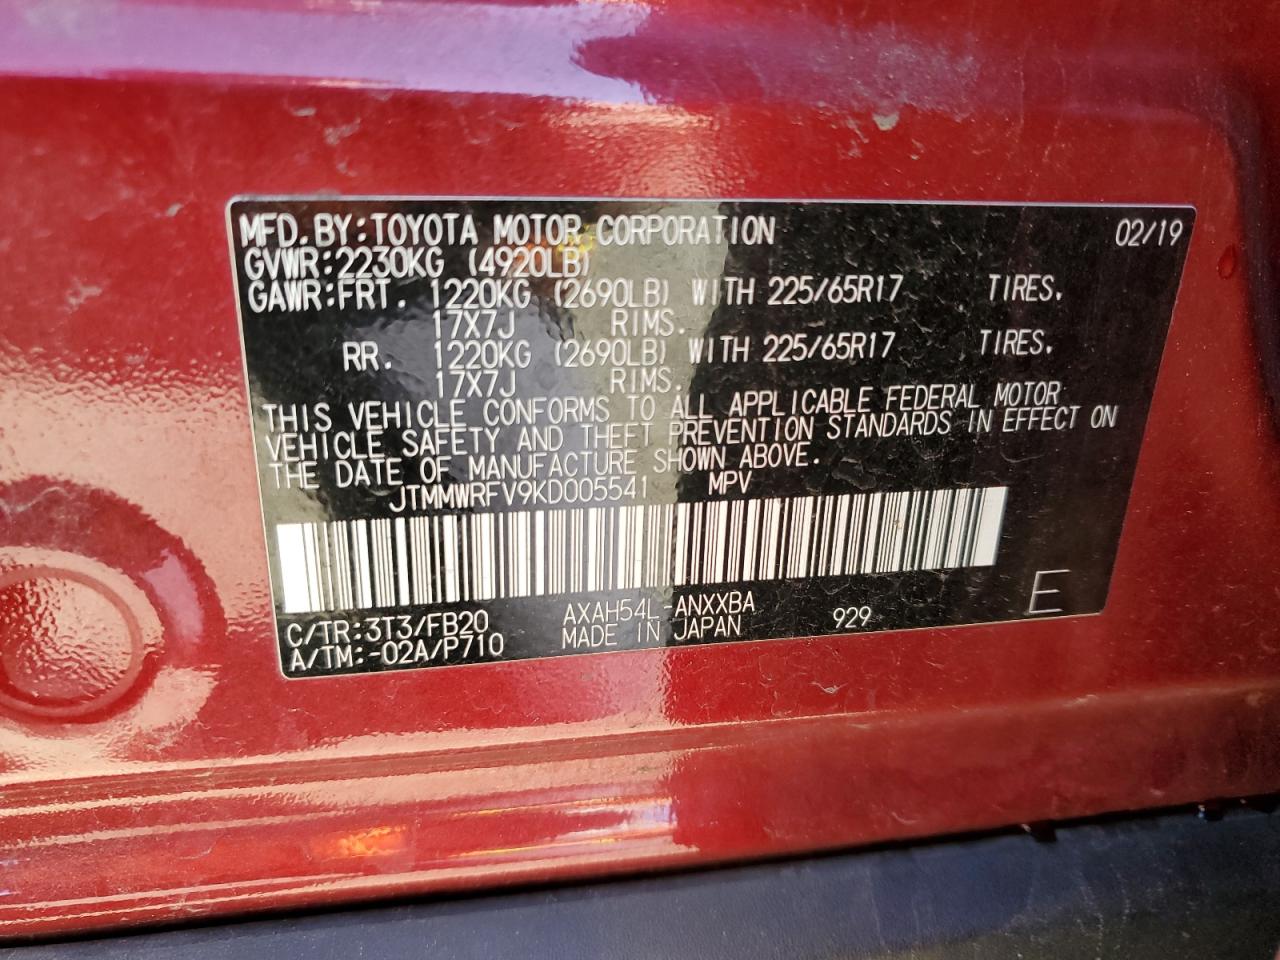 MFD. BY: TOYOTA MOTOR CORPORATION 02/19
GVWR: 2230KG (4920LB)
GAWR: FRT. 1220KG (2690LB) WITH 225/65R17 TIRES.
17X7J RIMS.
RR. 1220KG (2690LB) WITH 225/65R17 TIRES.
17X7J RIMS.
THIS VEHICLE CONFORMS TO ALL APPLICABLE FEDERAL MOTOR
VEHICLE SAFETY AND THEFT PREVENTION STANDARDS IN EFFECT ON
THE DATE OF MANUFACTURE SHOWN ABOVE.
JTMMWRFV9KD005541 MPV
C/TR: 3T3/FB20 AXAH54L-ANXXBA 929 E
A/TM: -02A/P710 MADE IN JAPAN